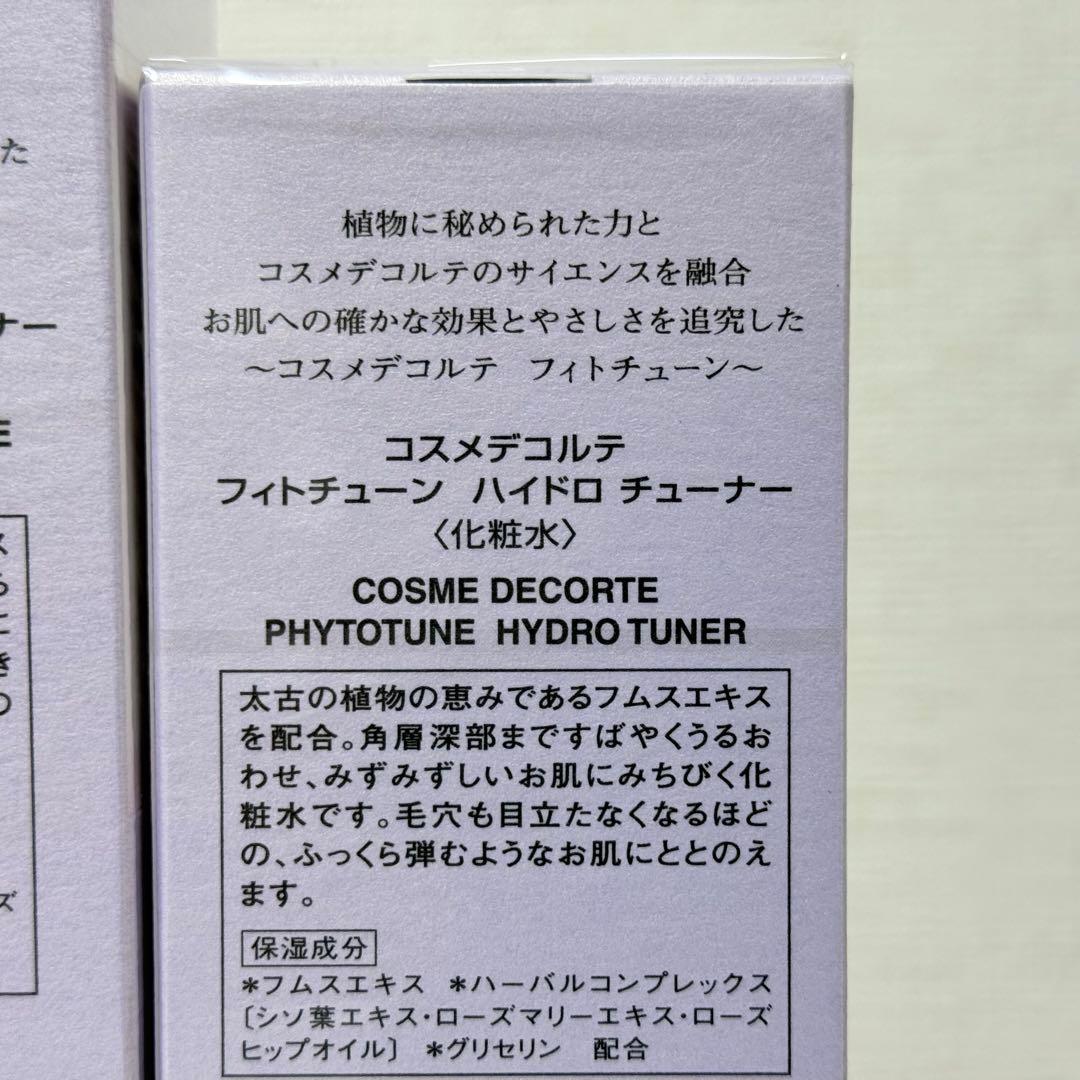 た
ナー
E
ス
ら
に
き
の
ズ
植物に秘められた力と
コスメデコルテのサイエンスを融合
お肌への確かな効果とやさしさを追究した
～コスメデコルテ　フィトチューン～
コスメデコルテ
フィトチューン　ハイドロ チューナー
〈化粧水〉
COSME DECORTE
PHYTOTUNE HYDRO TUNER
太古の植物の恵みであるフムスエキス
を配合。角層深部まですばやくうるお
わせ、みずみずしいお肌にみちびく化
粧水です。毛穴も目立たなくなるほど
の、ふっくら弾むようなお肌にととのえ
ます。
保湿成分
*フムスエキス　*ハーバルコンプレックス
〔シソ葉エキス・ローズマリーエキス・ローズ
ヒップオイル〕　*グリセリン　配合